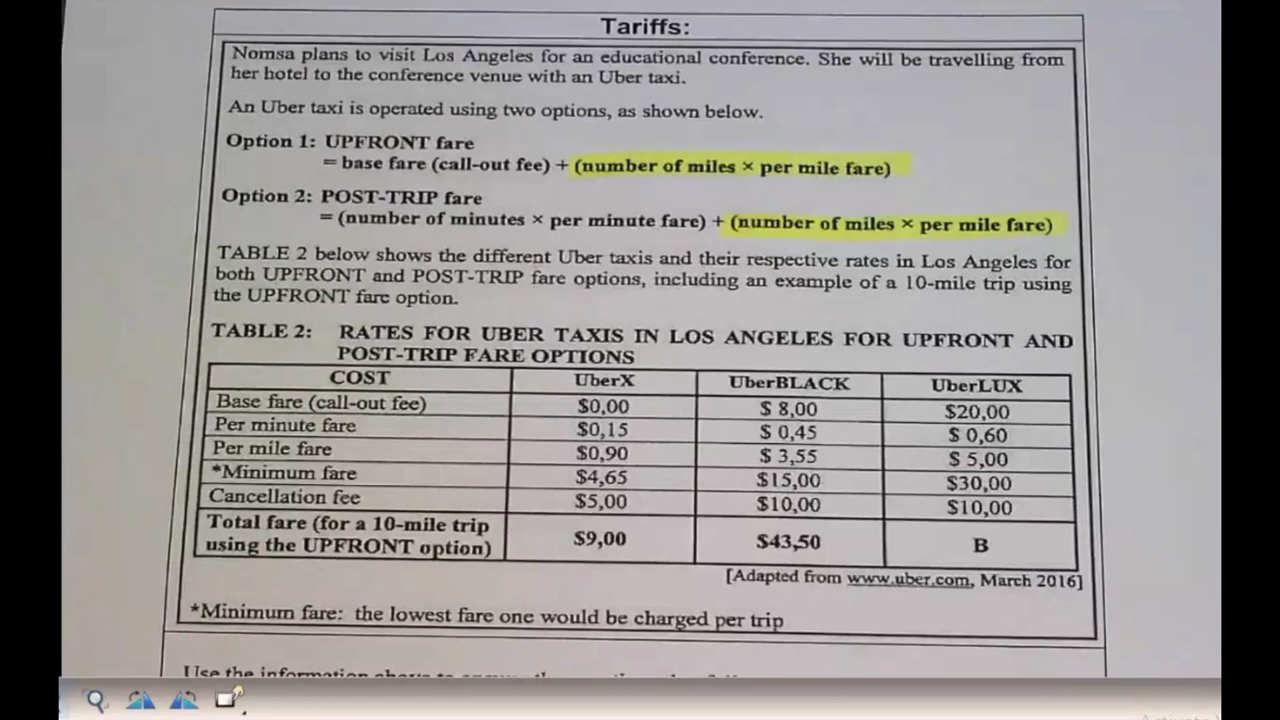 Tariffs:
Nomsa plans to visit Los Angeles for an educational conference. She will be travelling from
her hotel to the conference venue with an Uber taxi.
An Uber taxi is operated using two options, as shown below.
Option 1: UPFRONT fare
= base fare (call-out fee) + (number of miles × per mile fare)
Option 2: POST-TRIP fare
= (number of minutes × per minute fare) + (number of miles × per mile fare)
TABLE 2 below shows the different Uber taxis and their respective rates in Los Angeles for
both UPFRONT and POST-TRIP fare options, including an example of a 10-mile trip using
the UPFRONT fare option.
TABLE 2: RATES FOR UBER TAXIS IN LOS ANGELES FOR UPFRONT AND
POST-TRIP FARE OPTIONS
COST UberX UberBLACK UberLUX
Base fare (call-out fee) $0,00 $ 8,00 $20,00
Per minute fare $0,15 $ 0,45 $ 0,60
Per mile fare $0,90 $ 3,55 $ 5,00
*Minimum fare $4,65 $15,00 $30,00
Cancellation fee $5,00 $10,00 $10,00
Total fare (for a 10-mile trip
using the UPFRONT option) $9,00 $43,50 B
[Adapted from www.uber.com, March 2016]
*Minimum fare: the lowest fare one would be charged per trip
Use the information